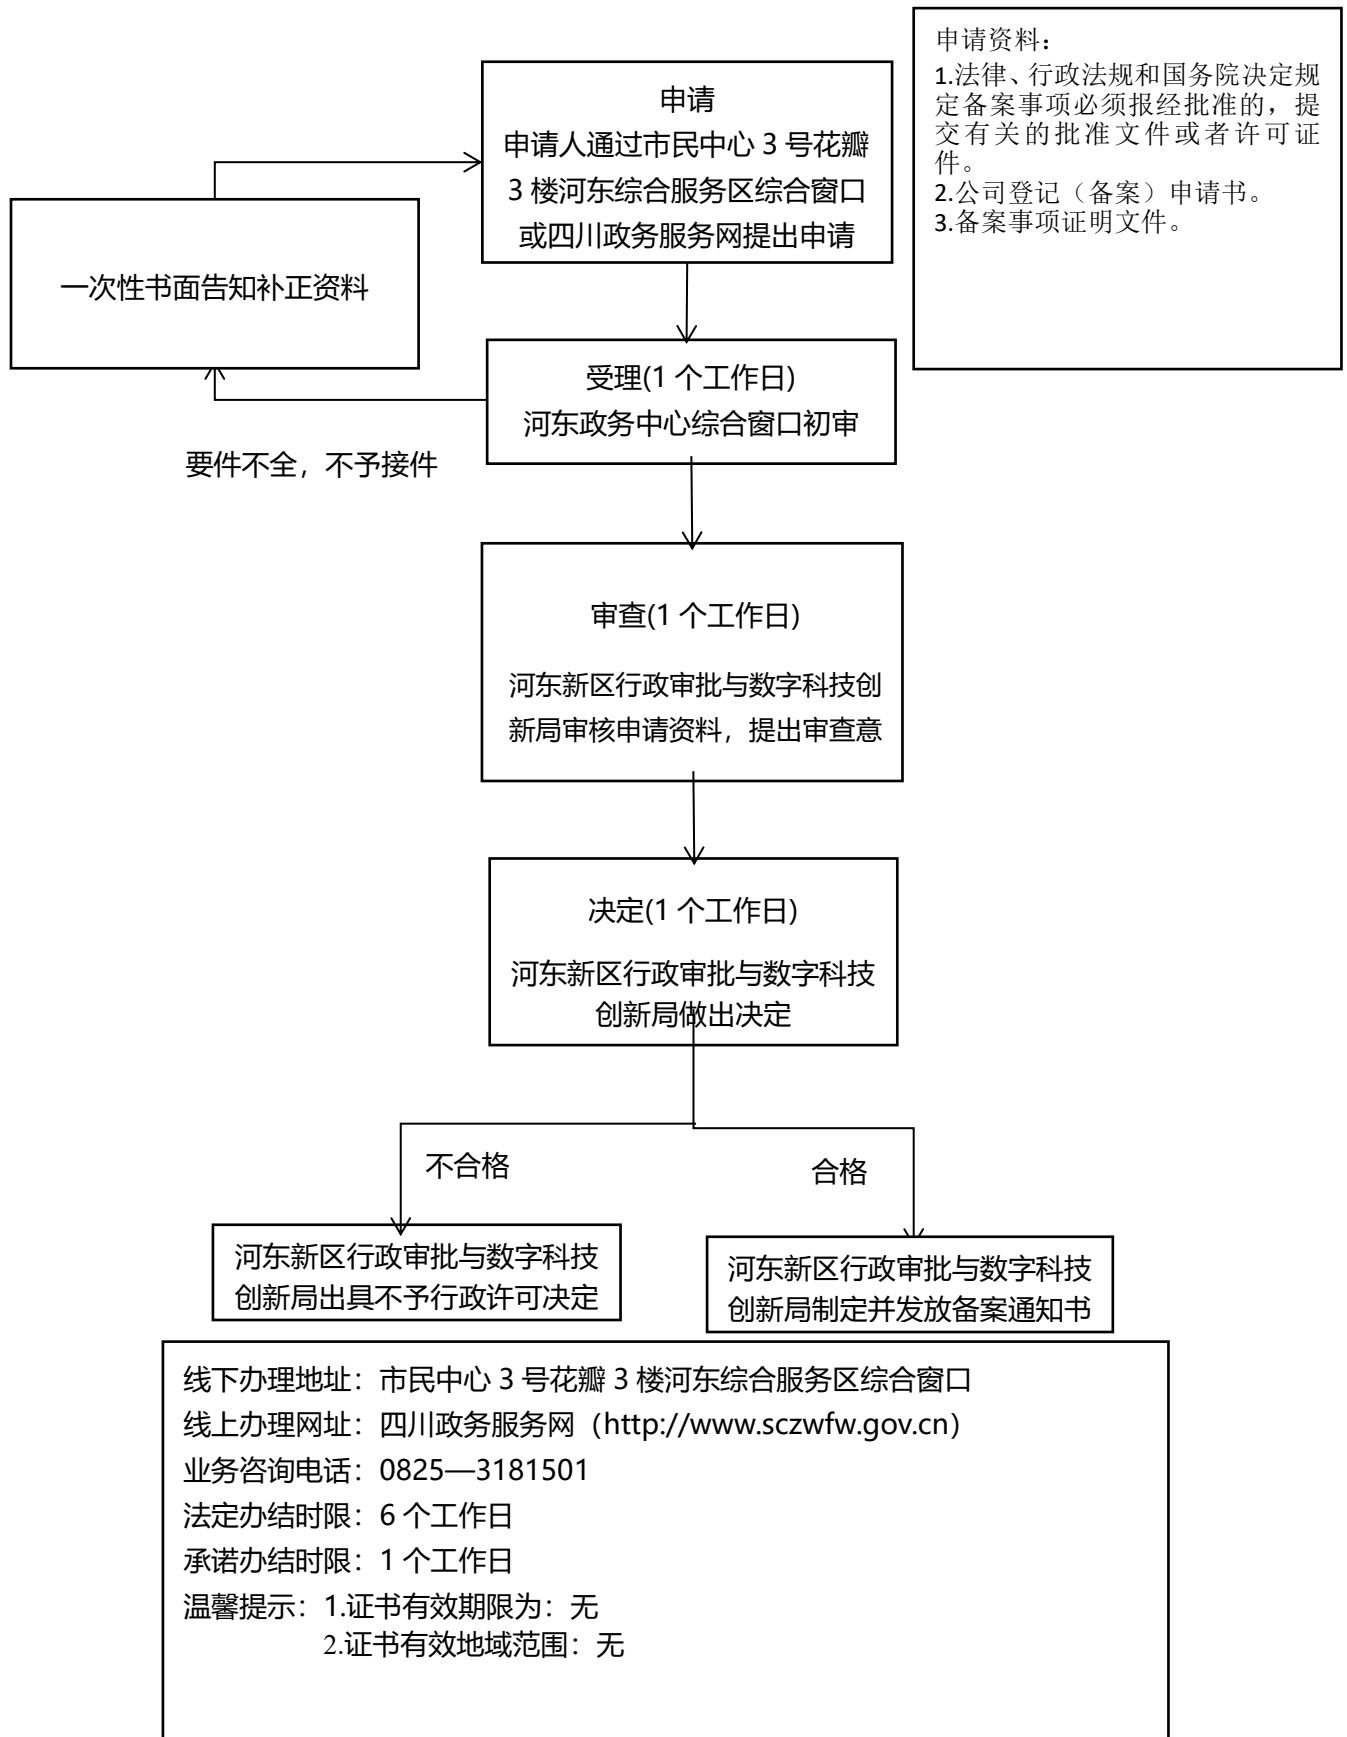 申请
申请人通过市民中心 3 号花瓣
3 楼河东综合服务区综合窗口
或四川政务服务网提出申请
申请资料：
1.法律、行政法规和国务院决定规
定备案事项必须报经批准的，提
交有关的批准文件或者许可证
件。
2.公司登记（备案）申请书。
3.备案事项证明文件。
一次性书面告知补正资料
受理(1 个工作日)
河东政务中心综合窗口初审
要件不全，不予接件
审查(1 个工作日)
河东新区行政审批与数字科技创
新局审核申请资料，提出审查意
决定(1 个工作日)
河东新区行政审批与数字科技
创新局做出决定
不合格
合格
河东新区行政审批与数字科技
创新局出具不予行政许可决定
河东新区行政审批与数字科技
创新局制定并发放备案通知书
线下办理地址：市民中心 3 号花瓣 3 楼河东综合服务区综合窗口
线上办理网址：四川政务服务网（http://www.sczwfw.gov.cn）
业务咨询电话：0825—3181501
法定办结时限：6 个工作日
承诺办结时限：1 个工作日
温馨提示：1.证书有效期限为：无
2.证书有效地域范围：无